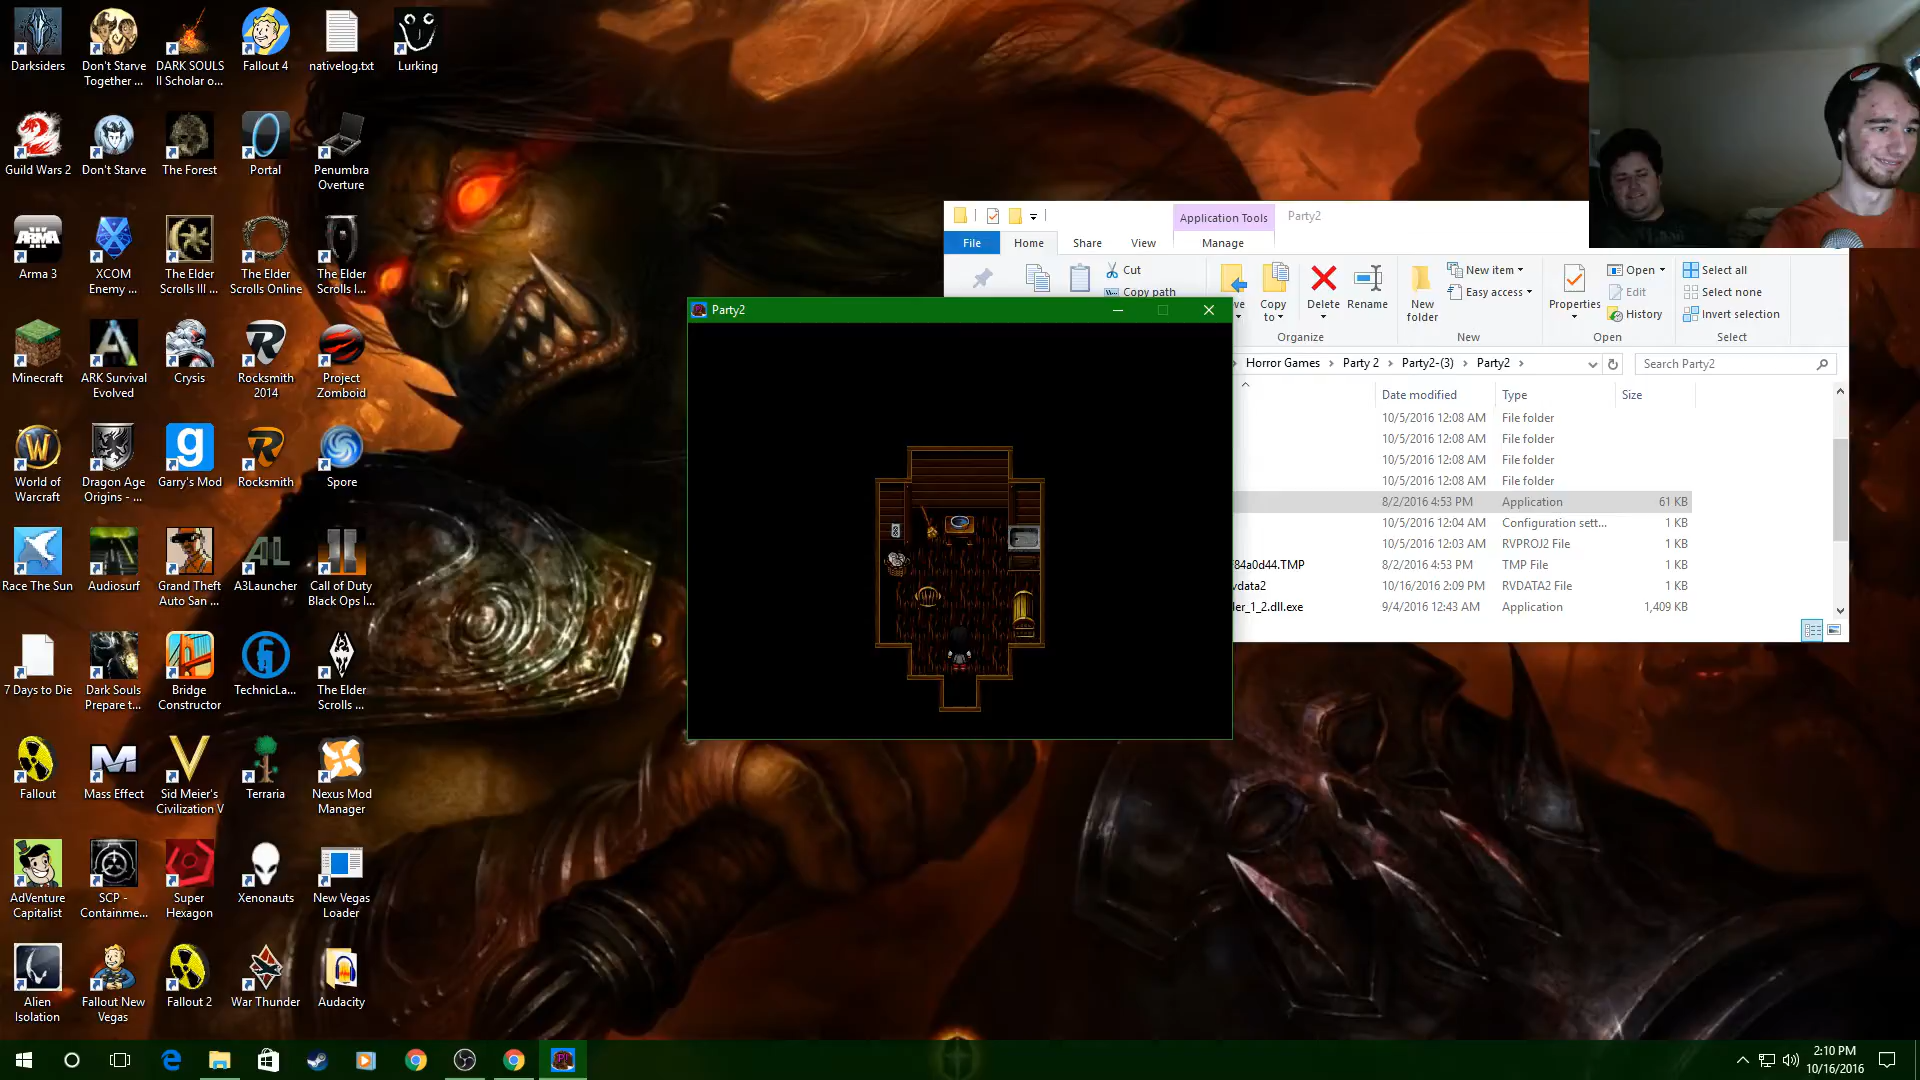 Darksiders
Don't Starve
Together ...
DARK SOULS
II Scholar o...
Fallout 4
nativelog.txt
Lurking
Guild Wars 2
Don't Starve
The Forest
Portal
Penumbra
Overture
ARMA
Arma 3
XCOM
Enemy ...
The Elder
Scrolls III ...
The Elder
Scrolls Online
The Elder
Scrolls I...
Minecraft
ARK Survival
Evolved
Crysis
Rocksmith
2014
Project
Zomboid
World of
Warcraft
Dragon Age
Origins - ...
Garry's Mod
Rocksmith
Spore
Race The Sun
Audiosurf
Grand Theft
Auto San ...
A3Launcher
Call of Duty
Black Ops I...
7 Days to Die
Dark Souls
Prepare t...
Bridge
Constructor
TechnicLa...
The Elder
Scrolls ...
Fallout
Mass Effect
Sid Meier's
Civilization V
Terraria
Nexus Mod
Manager
AdVenture
Capitalist
SCP -
Containme...
Super
Hexagon
Xenonauts
New Vegas
Loader
Alien
Isolation
Fallout New
Vegas
Fallout 2
War Thunder
Audacity
Application Tools
Party2
File
Home
Share
View
Manage
Cut
Copy path
Copy
to
Delete
Rename
New
folder
New item
Easy access
Properties
Open
Edit
History
Select all
Select none
Invert selection
Organize
New
Open
Select
Party2
Horror Games
Party 2
Party2-(3)
Party2
Search Party2
Date modified
Type
Size
10/5/2016 12:08 AM
File folder
10/5/2016 12:08 AM
File folder
10/5/2016 12:08 AM
File folder
10/5/2016 12:08 AM
File folder
8/2/2016 4:53 PM
Application
61 KB
10/5/2016 12:04 AM
Configuration sett...
1 KB
10/5/2016 12:03 AM
RVPROJ2 File
1 KB
84a0d44.TMP
8/2/2016 4:53 PM
TMP File
1 KB
vdata2
10/16/2016 2:09 PM
RVDATA2 File
1 KB
ler_1_2.dll.exe
9/4/2016 12:43 AM
Application
1,409 KB
2:10 PM
10/16/2016